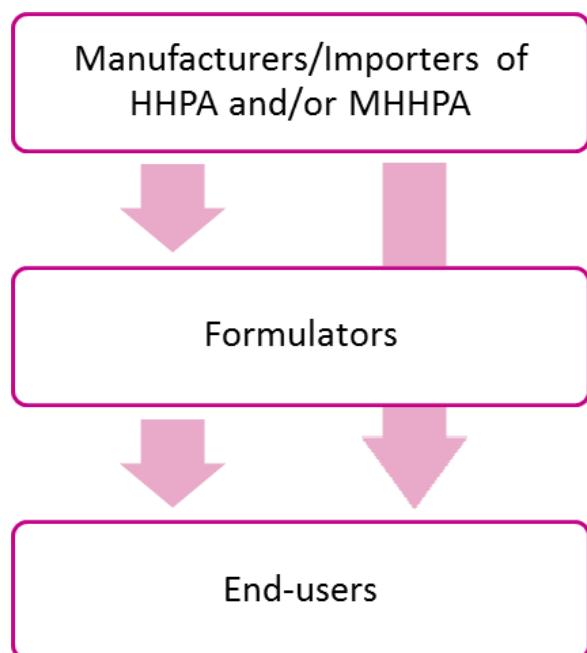 Manufacturers/Importers of
HHPA and/or MHHPA
Formulators
End-users